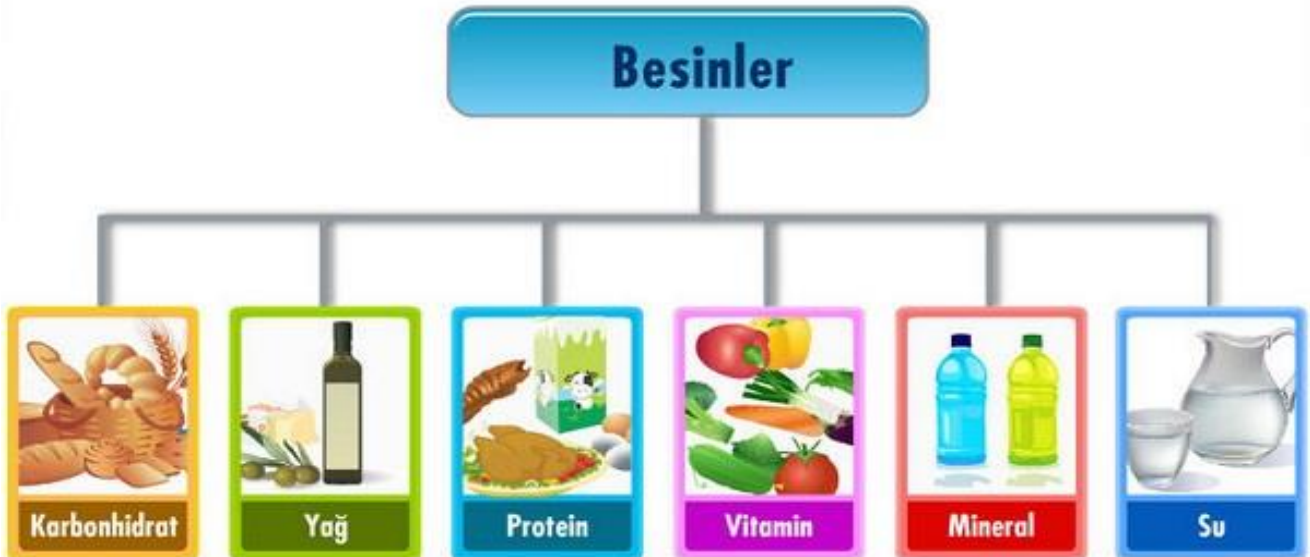 Besinler
Karbonhidrat
Yağ
Protein
Vitamin
Mineral
Su